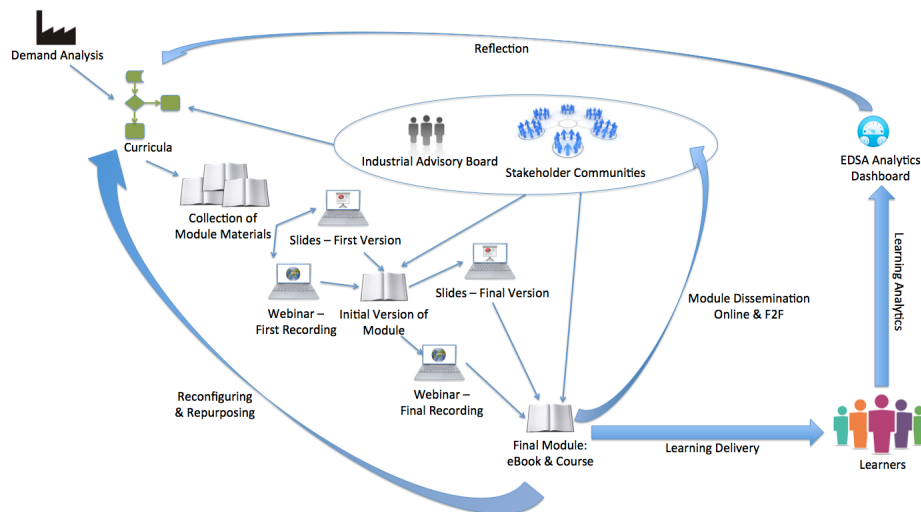 Reflection
Demand Analysis
Curricula
Industrial Advisory Board
Stakeholder Communities
EDSA Analytics
Dashboard
Collection of
Module Materials
Slides – First Version
Learning Analytics
Slides – Final Version
Module Dissemination
Online & F2F
Webinar –
First Recording
Initial Version of
Module
Reconfiguring
& Repurposing
Webinar –
Final Recording
Final Module:
eBook & Course
Learning Delivery
Learners